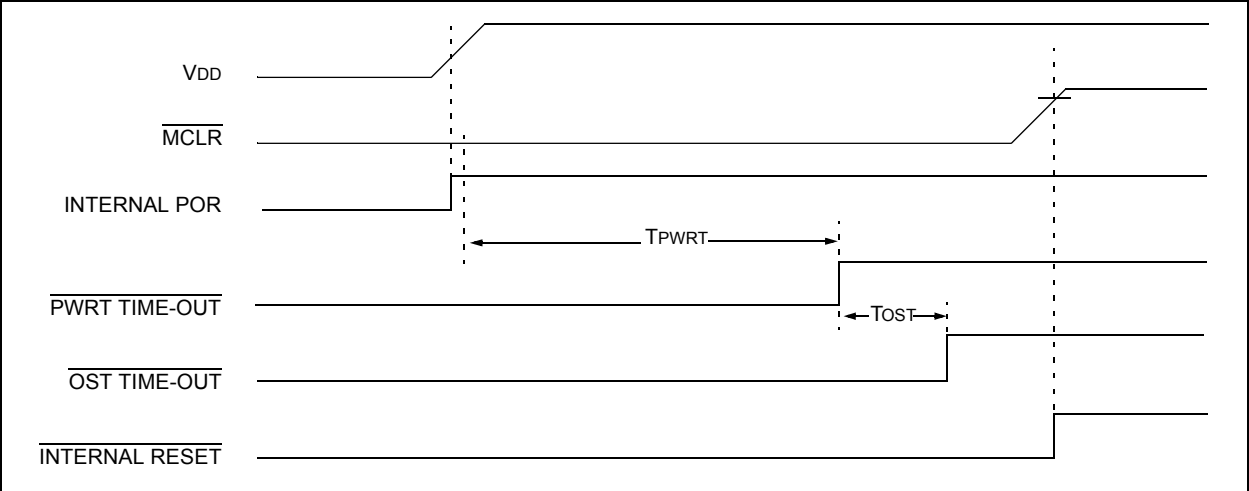 VDD
MCLR
INTERNAL POR
TPWRT
PWRT TIME-OUT
TOST
OST TIME-OUT
INTERNAL RESET